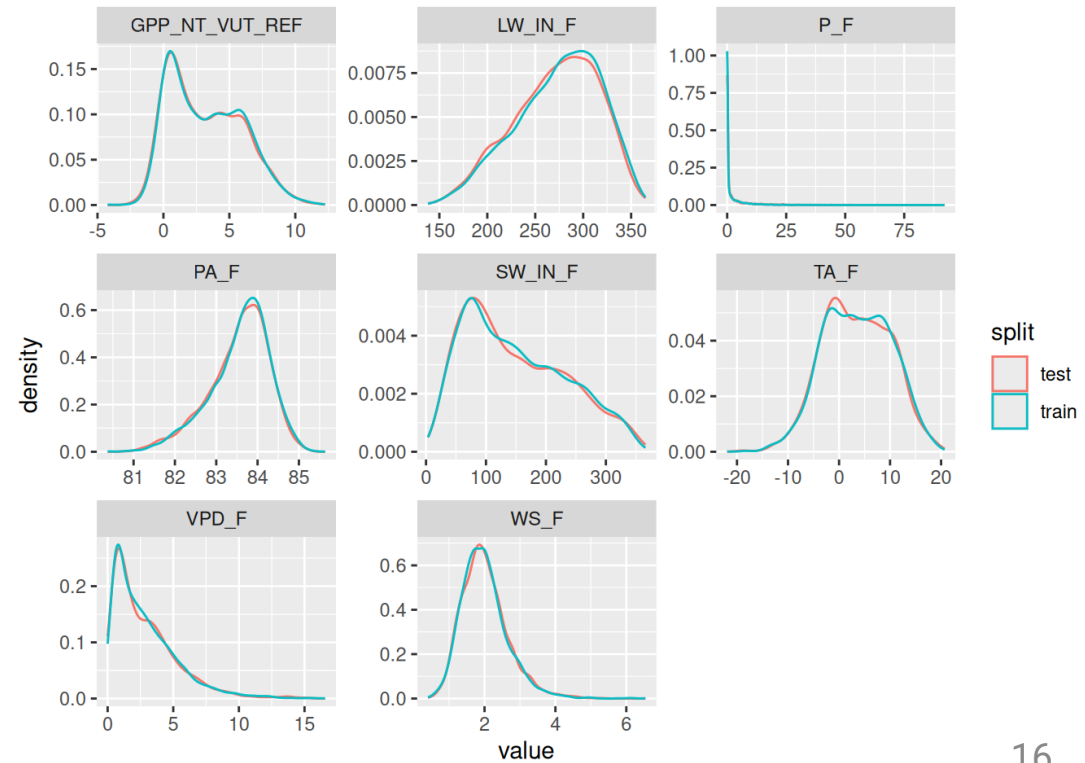 GPP_NT_VUT_REF
LW_IN_F
P_F
0.15
0.10
0.05
0.00
-5 0 5 10
0.0075
0.0050
0.0025
0.0000
150 200 250 300 350
1.00
0.75
0.50
0.25
0.00
0 25 50 75
PA_F
SW_IN_F
TA_F
0.6
0.4
0.2
0.0
81 82 83 84 85
0.004
0.002
0.000
0 100 200 300
0.04
0.02
0.00
-20 -10 0 10 20
VPD_F
WS_F
0.2
0.1
0.0
0 5 10 15
0.6
0.4
0.2
0.0
2 4 6
density
value
split
test
train
16